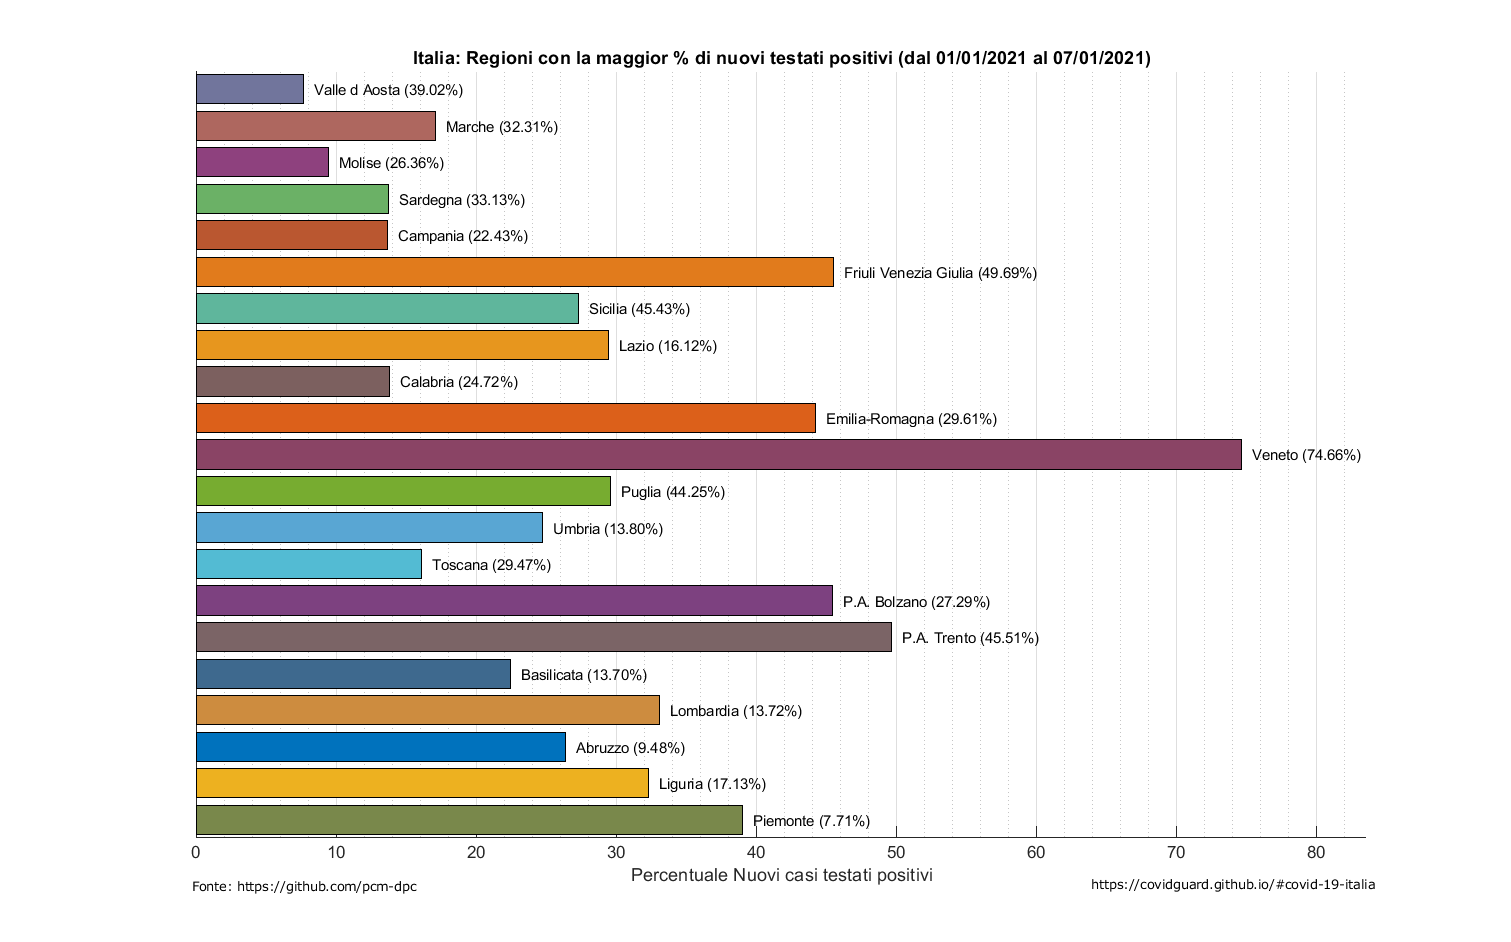 Italia: Regioni con la maggior % di nuovi testati positivi (dal 01/01/2021 al 07/01/2021)
Valle d Aosta (39.02%)
Marche (32.31%)
Molise (26.36%)
Sardegna (33.13%)
Campania (22.43%)
Friuli Venezia Giulia (49.69%)
Sicilia (45.43%)
Lazio (16.12%)
Calabria (24.72%)
Emilia-Romagna (29.61%)
Veneto (74.66%)
Puglia (44.25%)
Umbria (13.80%)
Toscana (29.47%)
P.A. Bolzano (27.29%)
P.A. Trento (45.51%)
Basilicata (13.70%)
Lombardia (13.72%)
Abruzzo (9.48%)
Liguria (17.13%)
Piemonte (7.71%)
0 10 20 30 40 50 60 70 80
Percentuale Nuovi casi testati positivi
Fonte: https://github.com/pcm-dpc
https://covidguard.github.io/#covid-19-italia